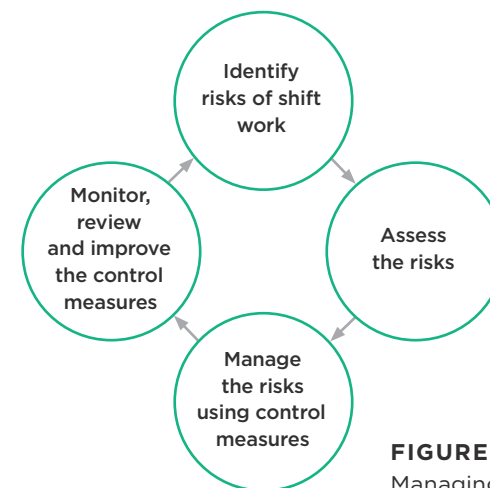 Identify
risks of shift
work
Assess
the risks
Manage
the risks
using control
measures
Monitor,
review
and improve
the control
measures
FIGURE
Managing